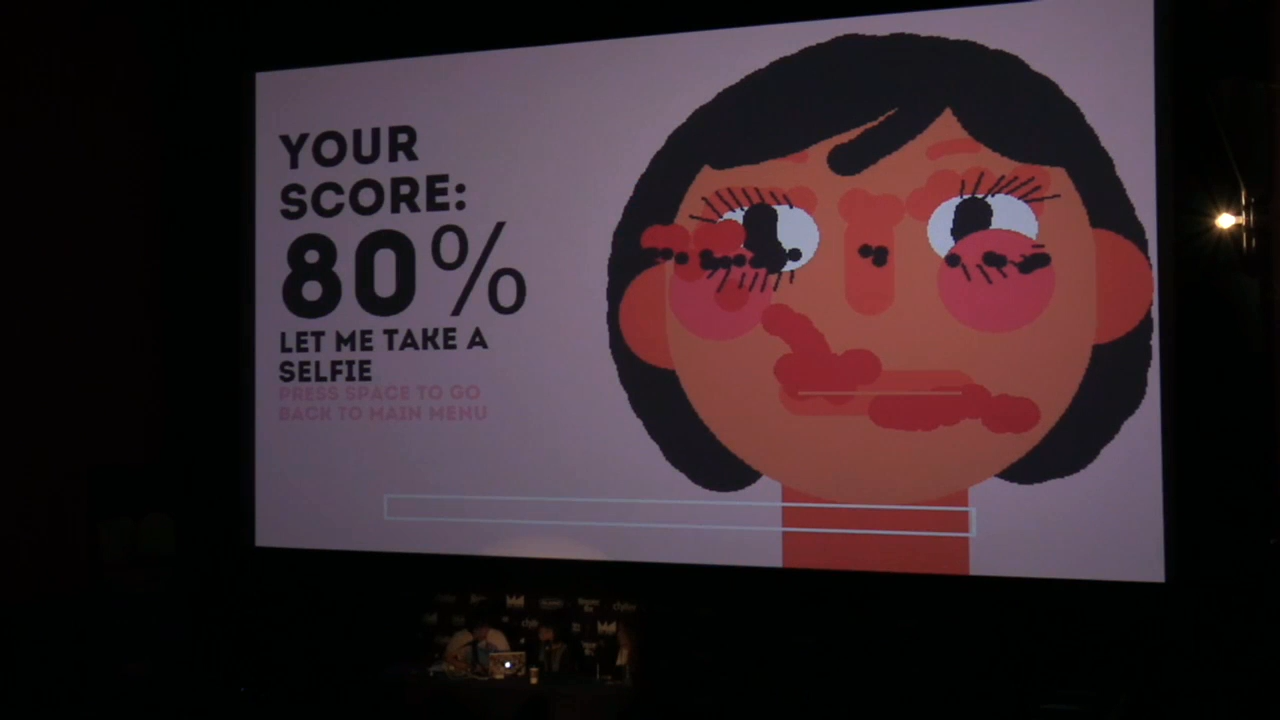 YOUR
SCORE:
80%
LET ME TAKE A
SELFIE
PRESS SPACE TO GO
BACK TO MAIN MENU